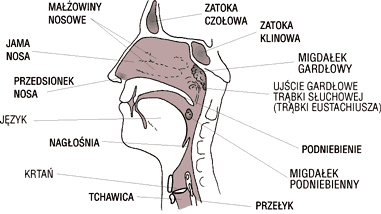 MAŁŻOWINY
NOSOWE
ZATOKA
CZOŁOWA
ZATOKA
KLINOWA
JAMA
NOSA
MIGDAŁEK
GARDŁOWY
PRZEDSIONEK
NOSA
UJŚCIE GARDŁOWE
TRĄBKI SŁUCHOWEJ
(TRĄBKI EUSTACHIUSZA)
JĘZYK
NAGŁOŚNIA
PODNIEBIENIE
KRTAŃ
MIGDAŁEK
PODNIEBIENNY
TCHAWICA
PRZEŁYK